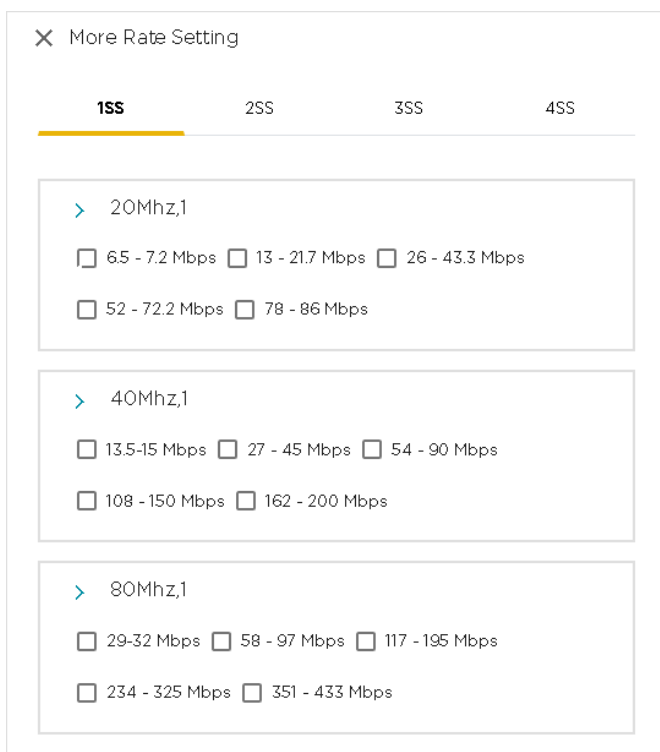 More Rate Setting
1SS 2SS 3SS 4SS
20Mhz,1
6.5 - 7.2 Mbps 13 - 21.7 Mbps 26 - 43.3 Mbps
52 - 72.2 Mbps 78 - 86 Mbps
40Mhz,1
13.5-15 Mbps 27 - 45 Mbps 54 - 90 Mbps
108 - 150 Mbps 162 - 200 Mbps
80Mhz,1
29-32 Mbps 58 - 97 Mbps 117 - 195 Mbps
234 - 325 Mbps 351 - 433 Mbps